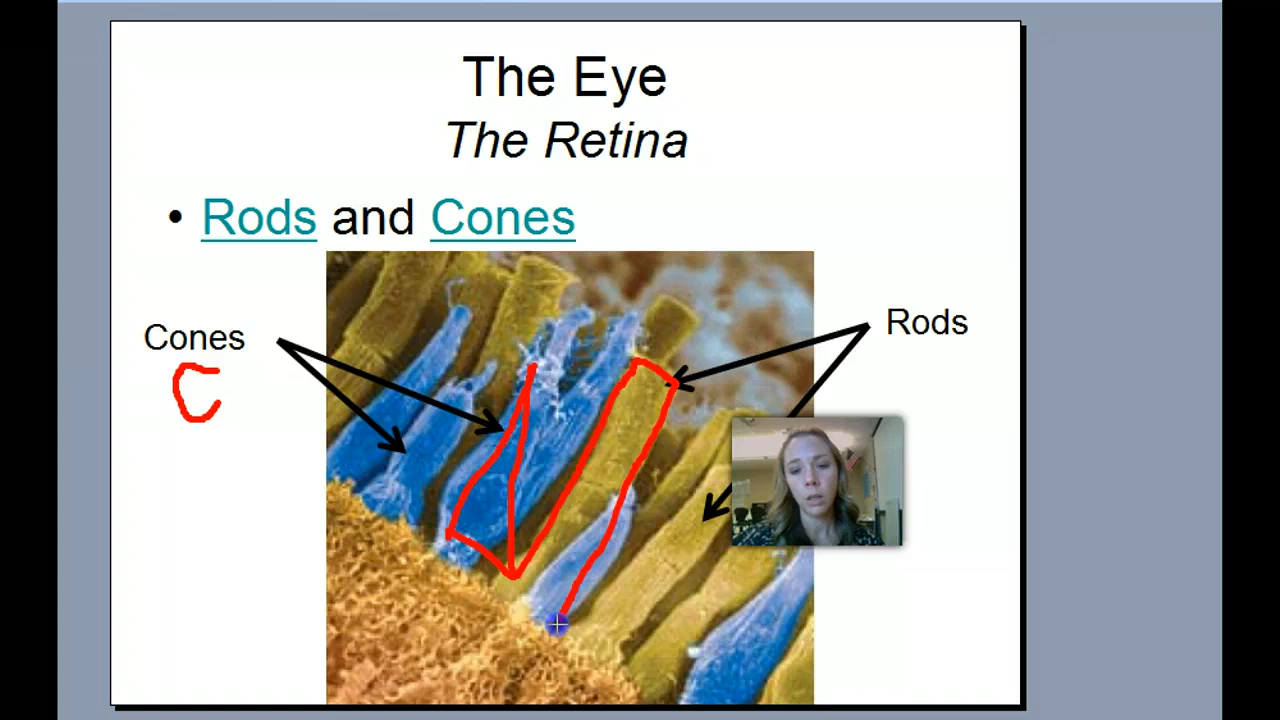 The Eye
The Retina
• Rods and Cones
Cones
Rods
C